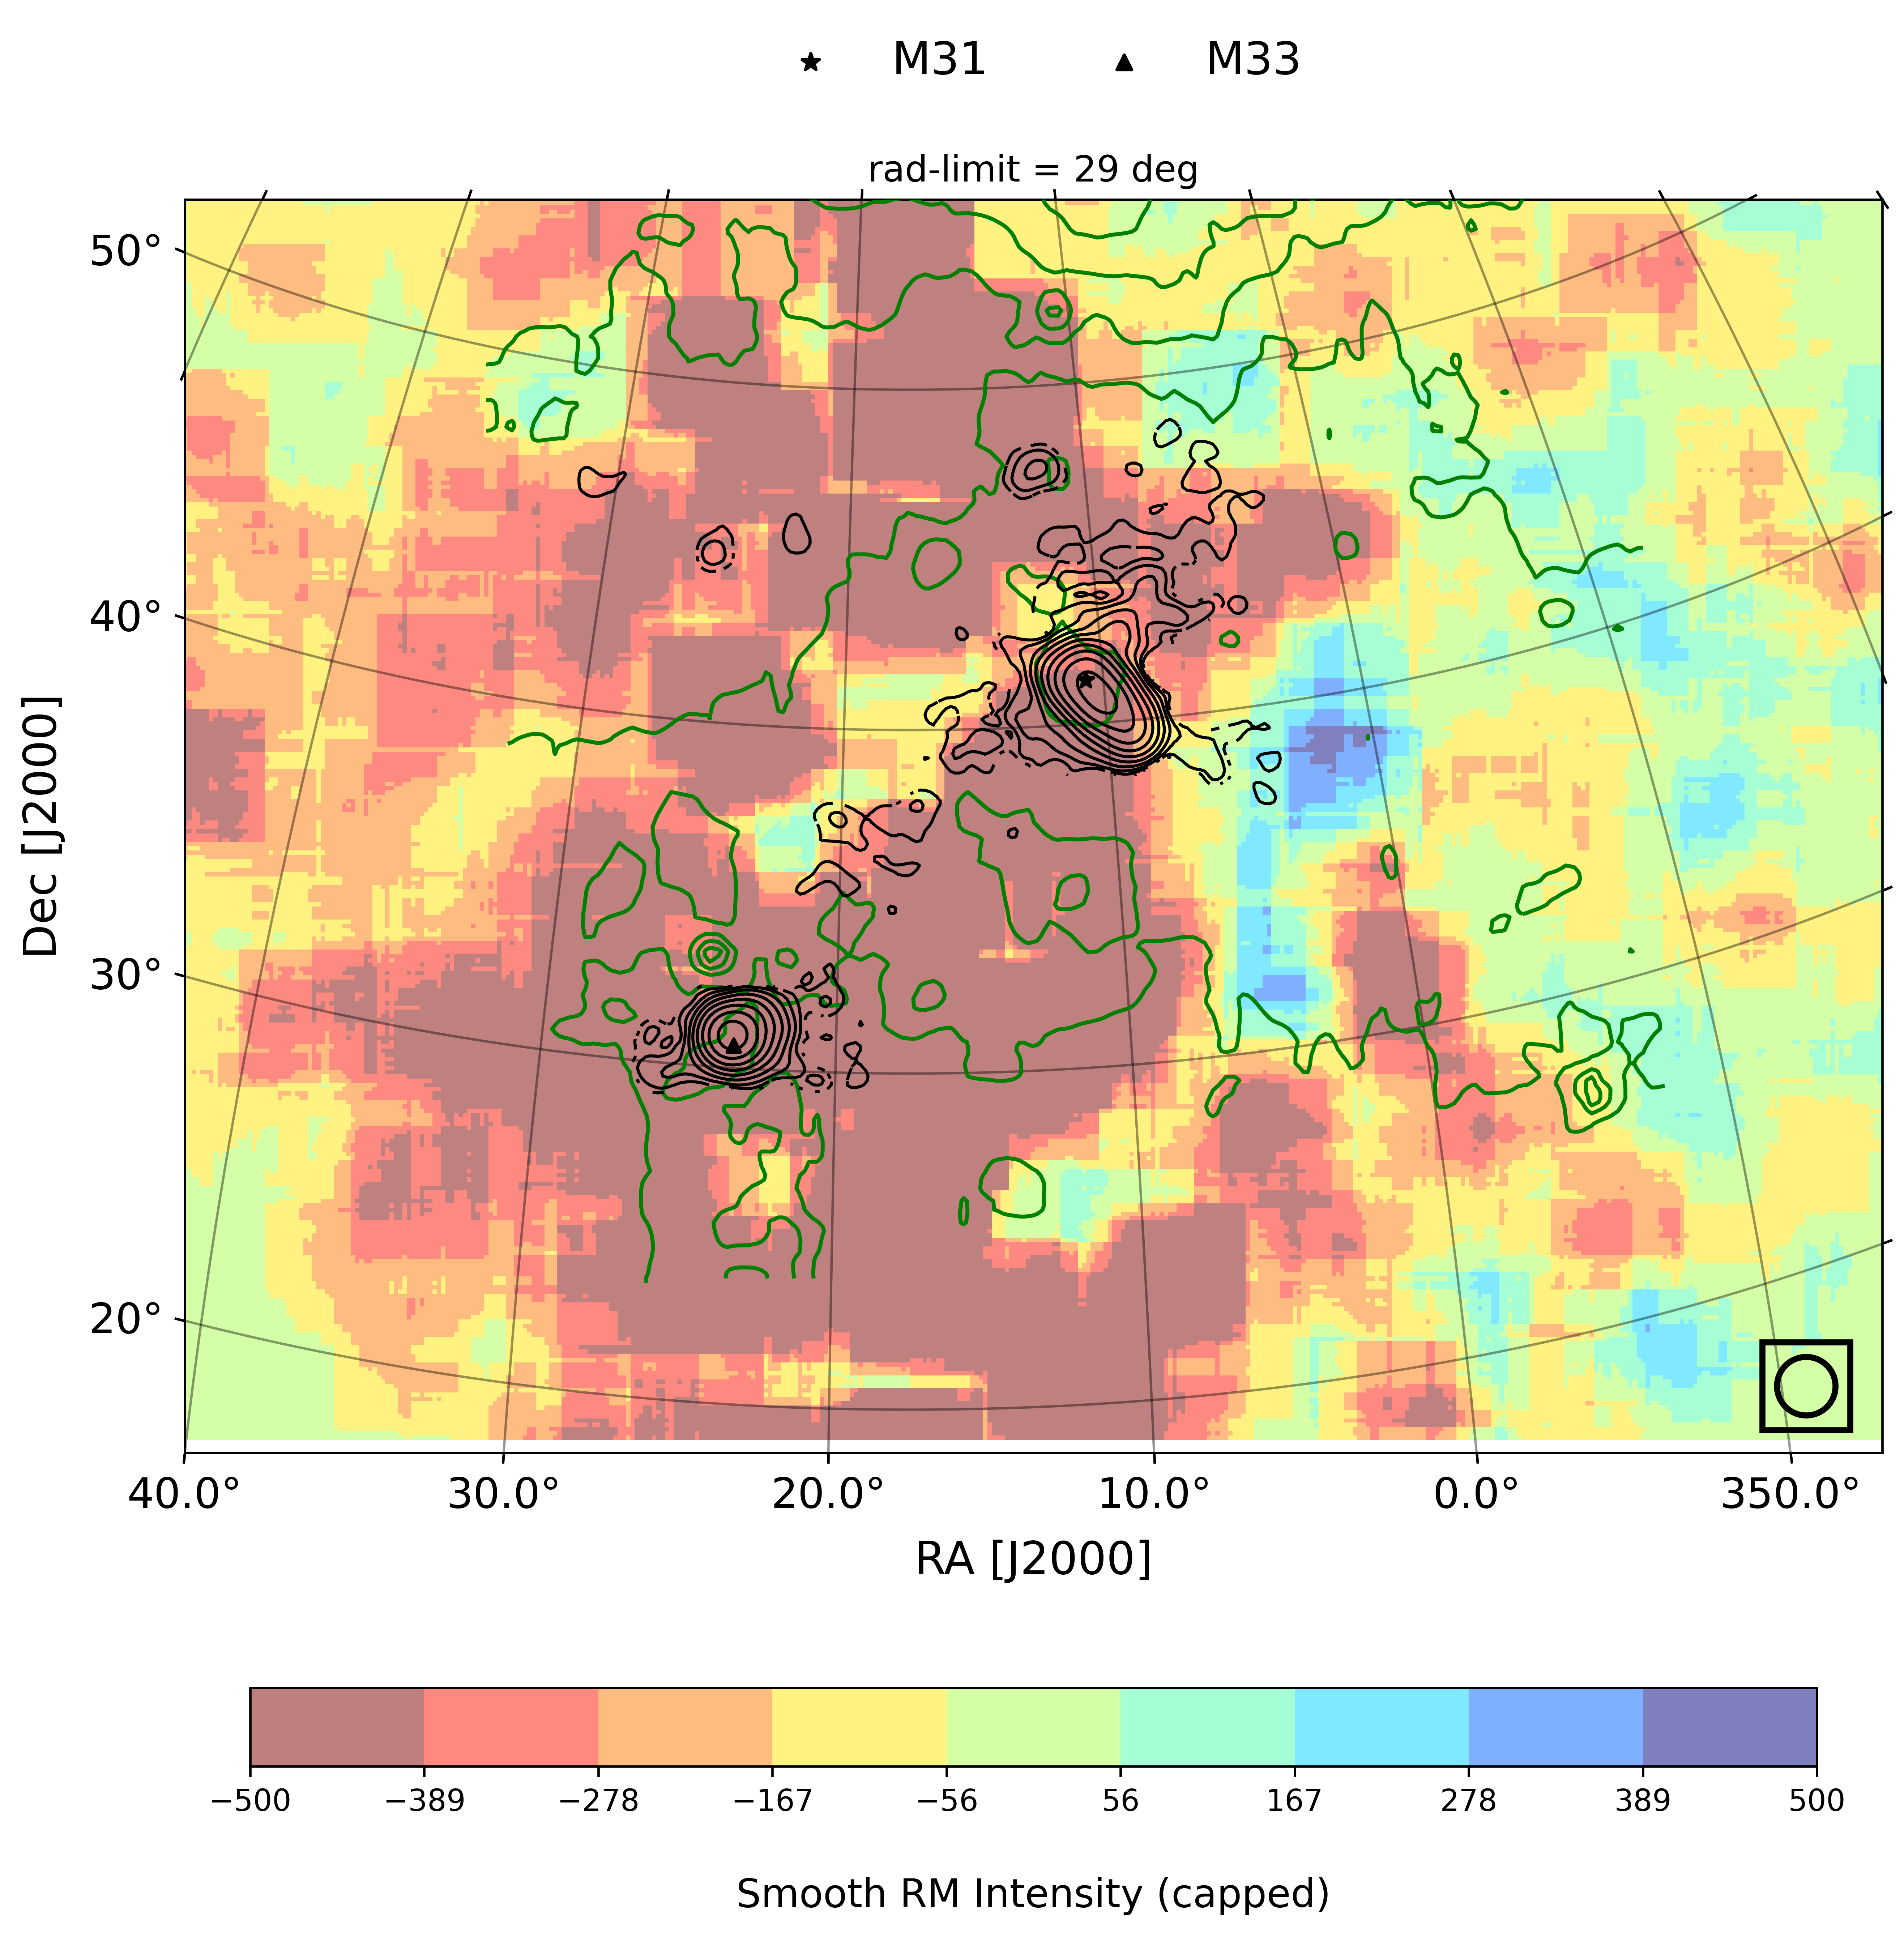 M31 M33
rad-limit = 29 deg
50°
40°
30°
20°
Dec [J2000]
40.0° 30.0° 20.0° 10.0° 0.0° 350.0°
RA [J2000]
−500 −389 −278 −167 −56 56 167 278 389 500
Smooth RM Intensity (capped)